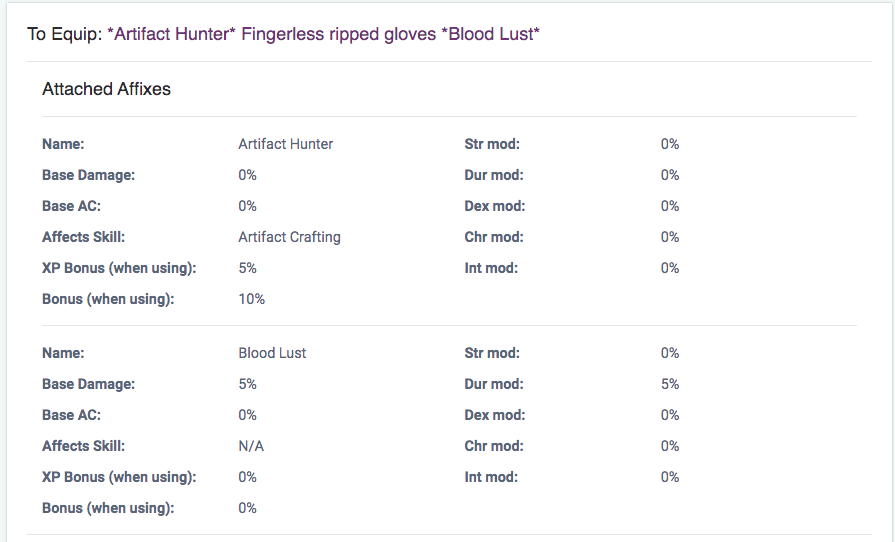 To Equip: *Artifact Hunter* Fingerless ripped gloves *Blood Lust*
Attached Affixes
Name: Artifact Hunter Str mod: 0%
Base Damage: 0% Dur mod: 0%
Base AC: 0% Dex mod: 0%
Affects Skill: Artifact Crafting Chr mod: 0%
XP Bonus (when using): 5% Int mod: 0%
Bonus (when using): 10%
Name: Blood Lust Str mod: 0%
Base Damage: 5% Dur mod: 5%
Base AC: 0% Dex mod: 0%
Affects Skill: N/A Chr mod: 0%
XP Bonus (when using): 0% Int mod: 0%
Bonus (when using): 0%